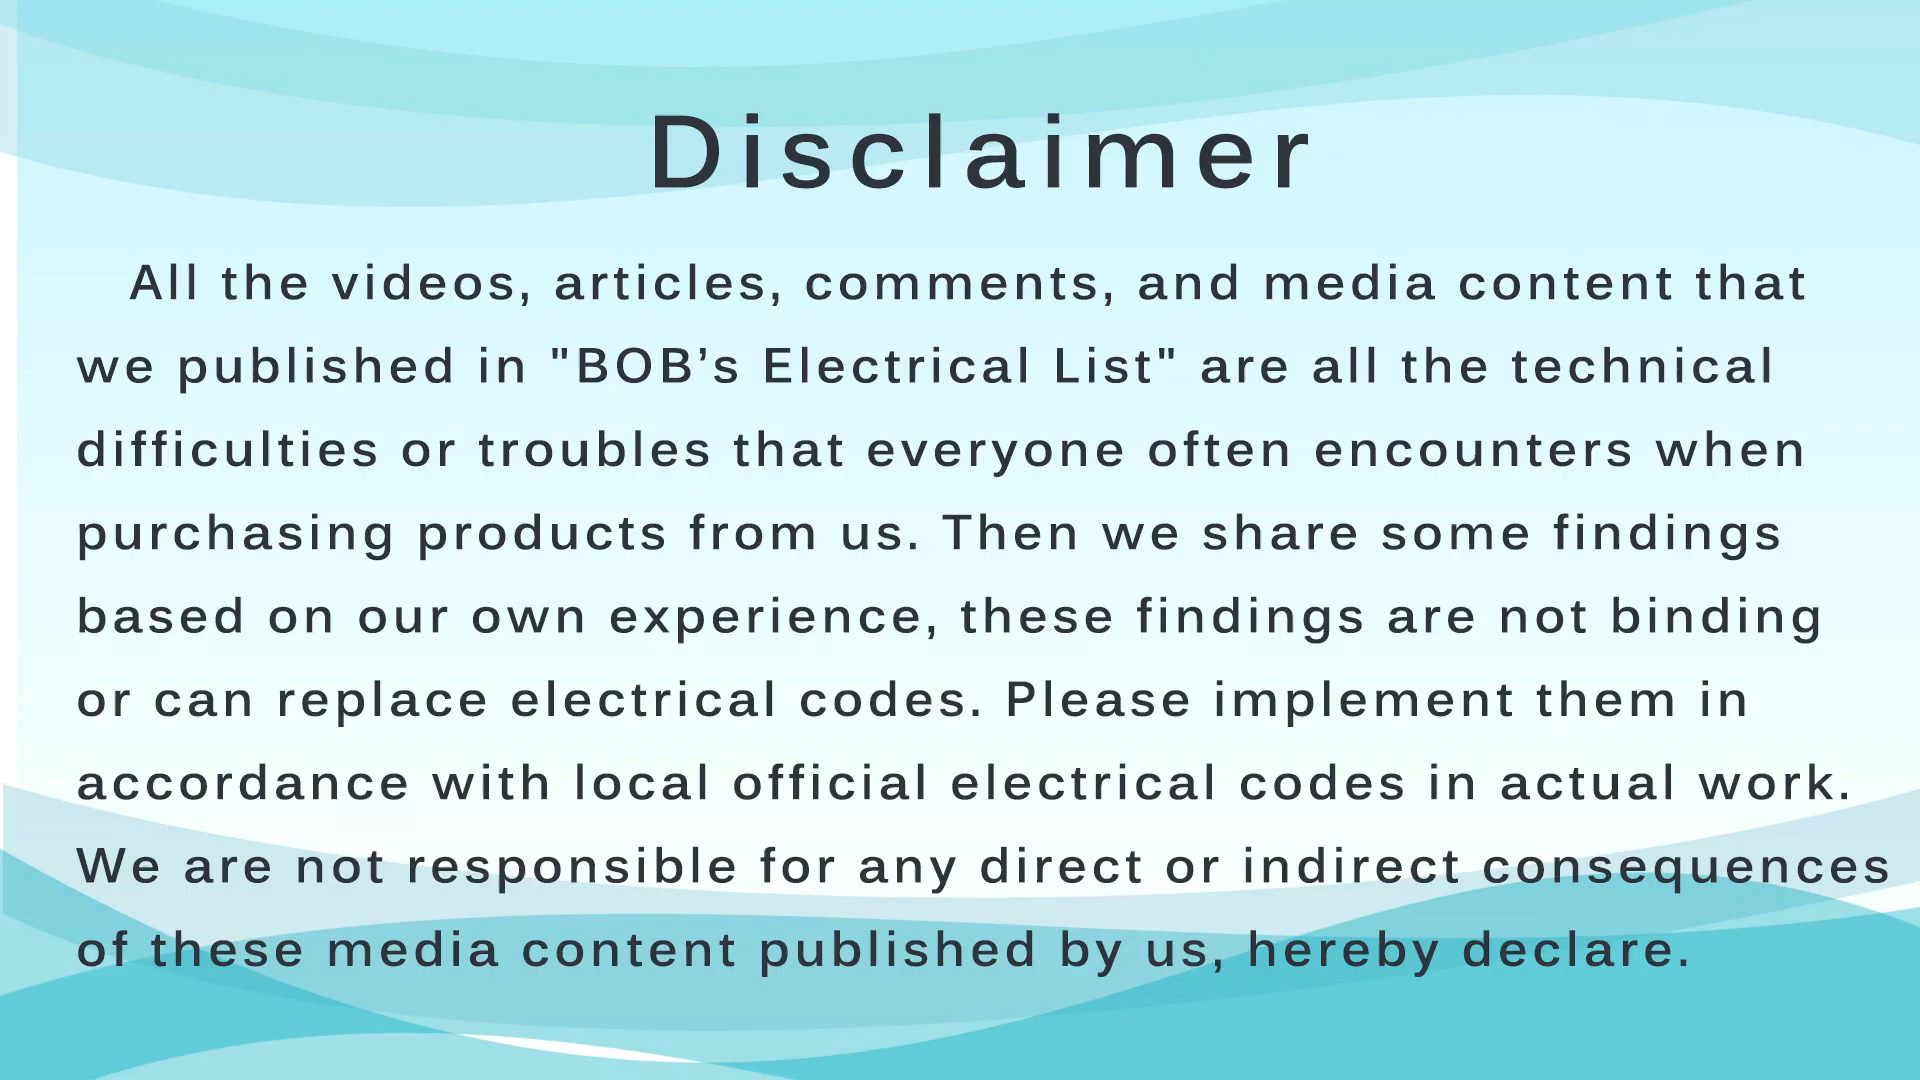 Disclaimer
All the videos, articles, comments, and media content that
we published in "BOB’s Electrical List" are all the technical
difficulties or troubles that everyone often encounters when
purchasing products from us. Then we share some findings
based on our own experience, these findings are not binding
or can replace electrical codes. Please implement them in
accordance with local official electrical codes in actual work.
We are not responsible for any direct or indirect consequences
of these media content published by us, hereby declare.